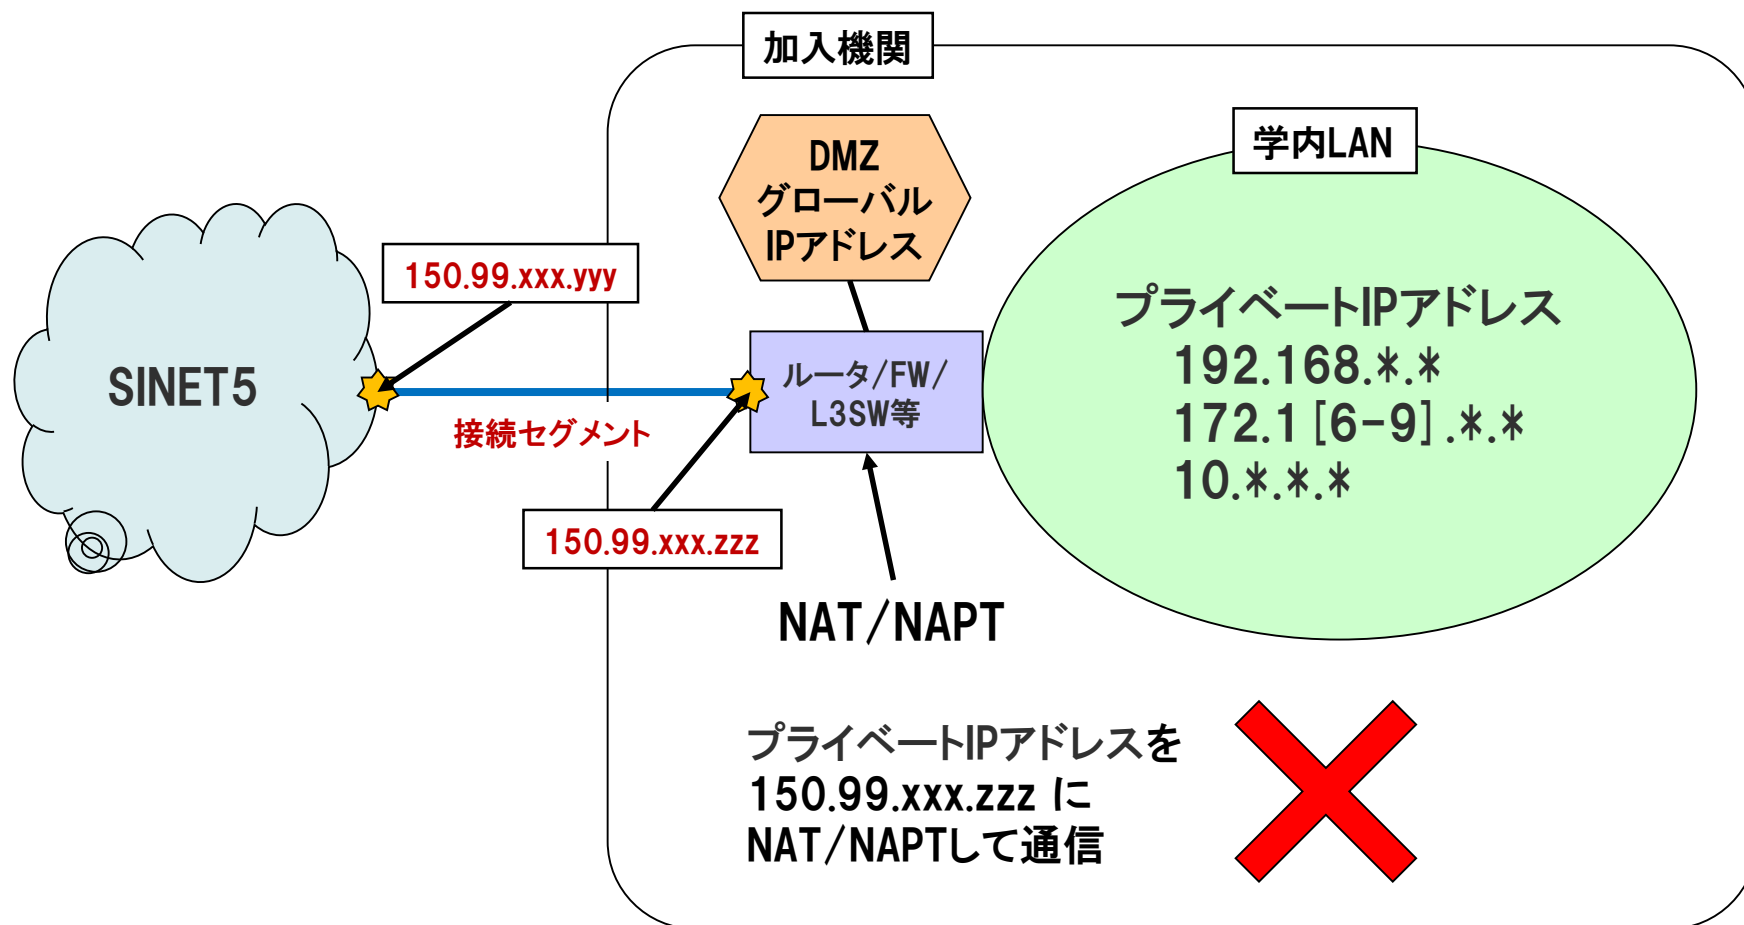 加入機関
DMZ
グローバル
IPアドレス
学内LAN
150.99.xxx.yyy
SINET5
接続セグメント
ルータ/FW/
L3SW等
プライベートIPアドレス
192.168.*.*
172.1[6-9].*.*
10.*.*.*
150.99.xxx.zzz
NAT/NAPT
プライベートIPアドレスを
150.99.xxx.zzz に
NAT/NAPTして通信